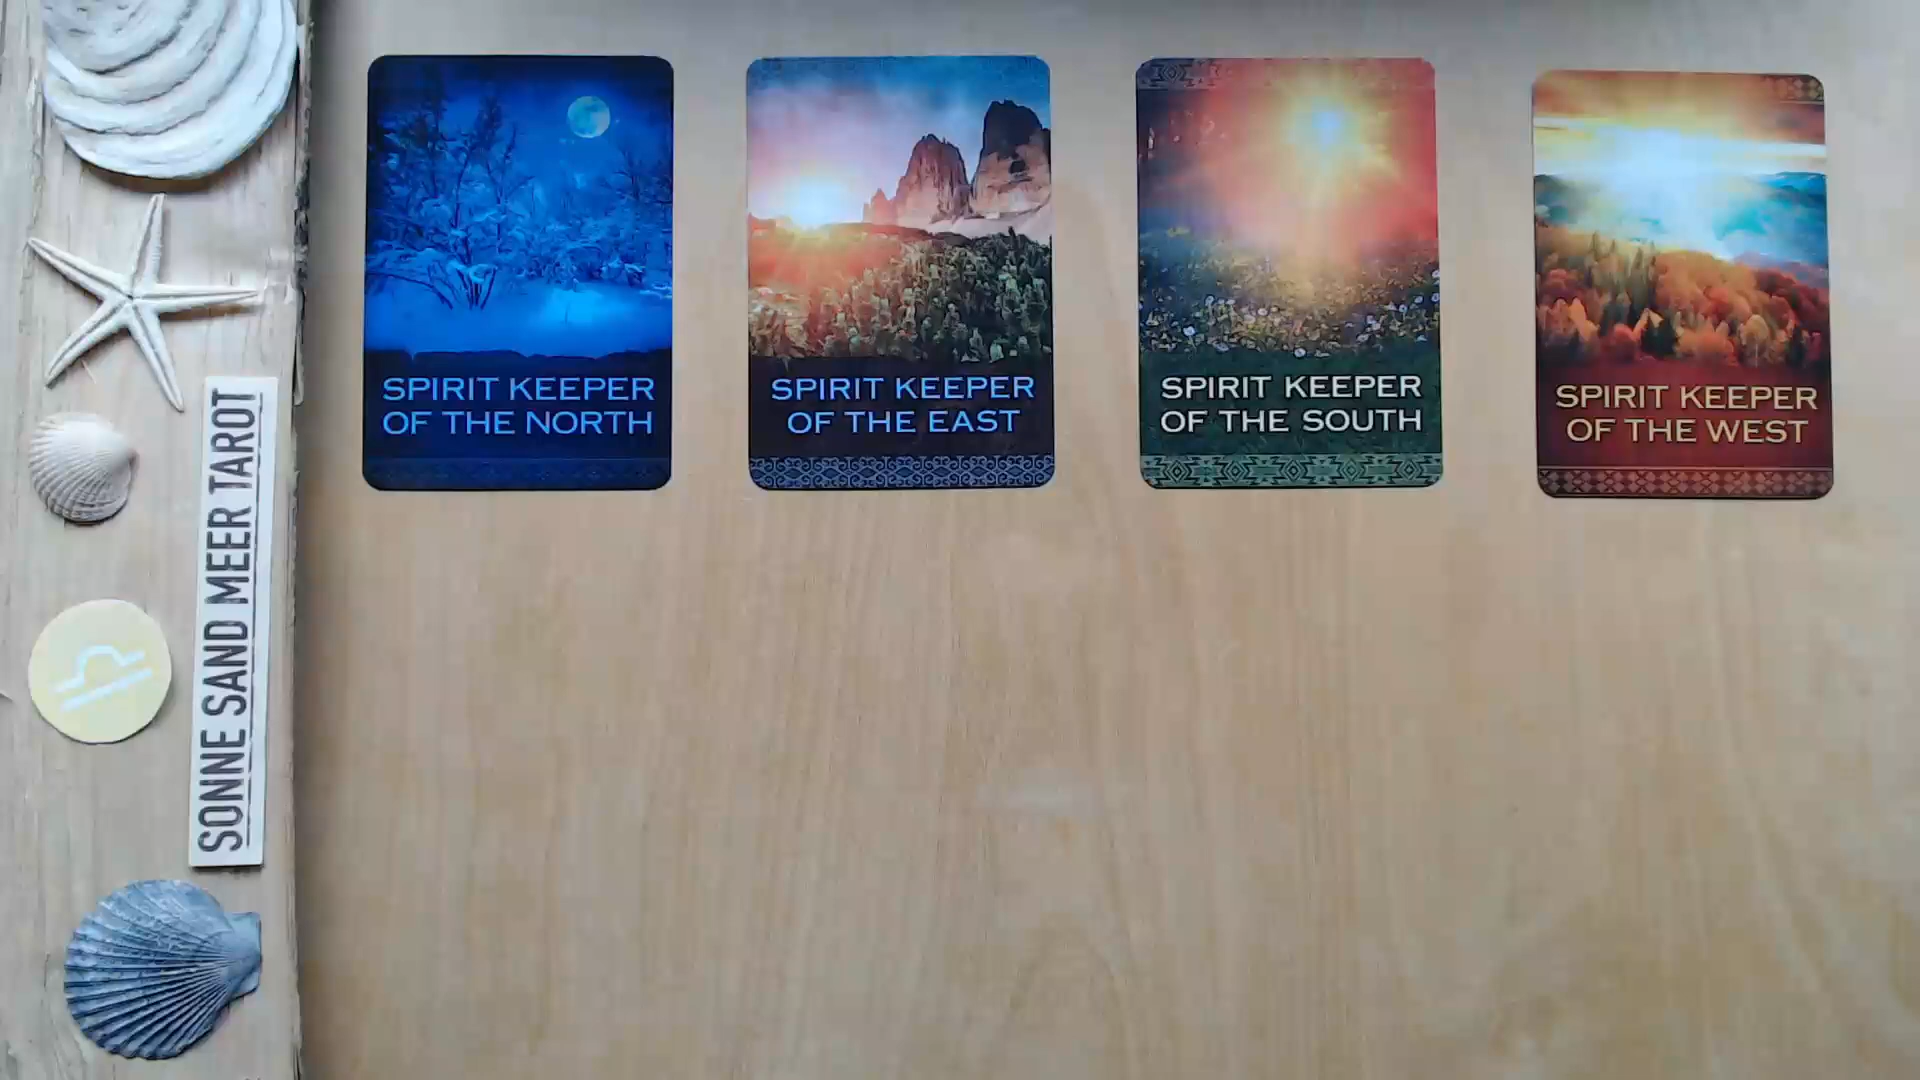 SPIRIT KEEPER
OF THE NORTH
SPIRIT KEEPER
OF THE EAST
SPIRIT KEEPER
OF THE SOUTH
SPIRIT KEEPER
OF THE WEST
SONNE SAND MEER TAROT